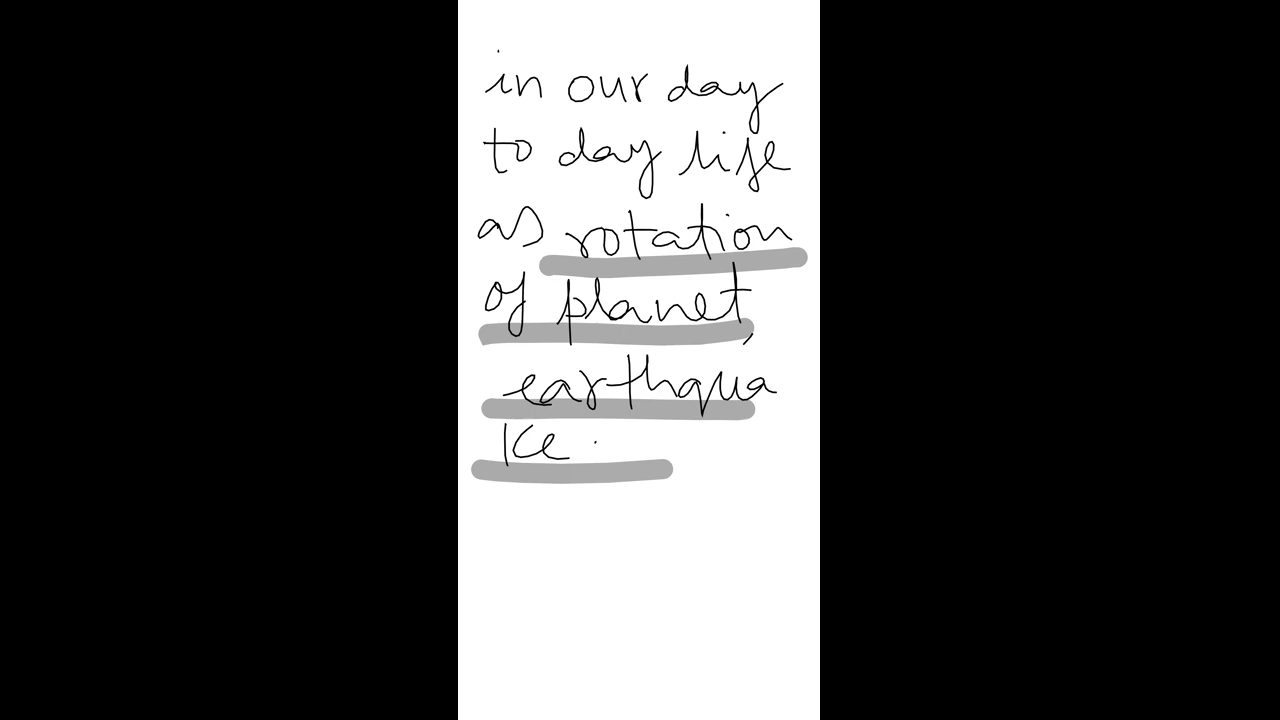 in our day
to day life
as rotation
of planet,
earthqua
ke.